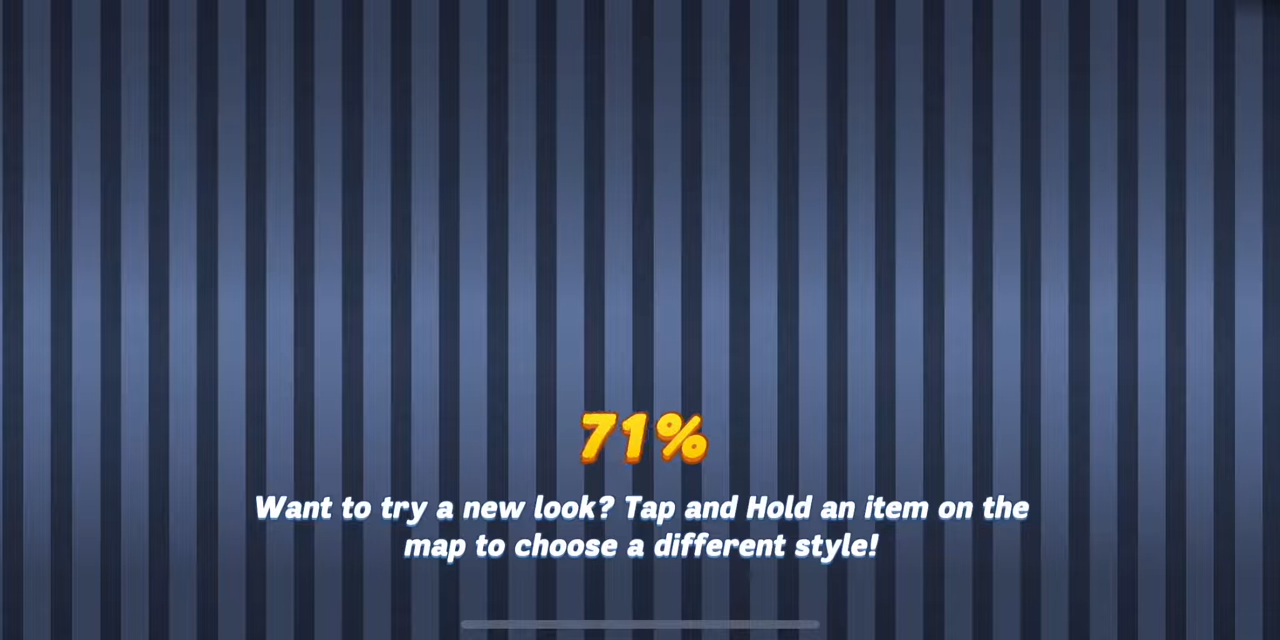 71%
Want to try a new look? Tap and Hold an item on the
map to choose a different style!